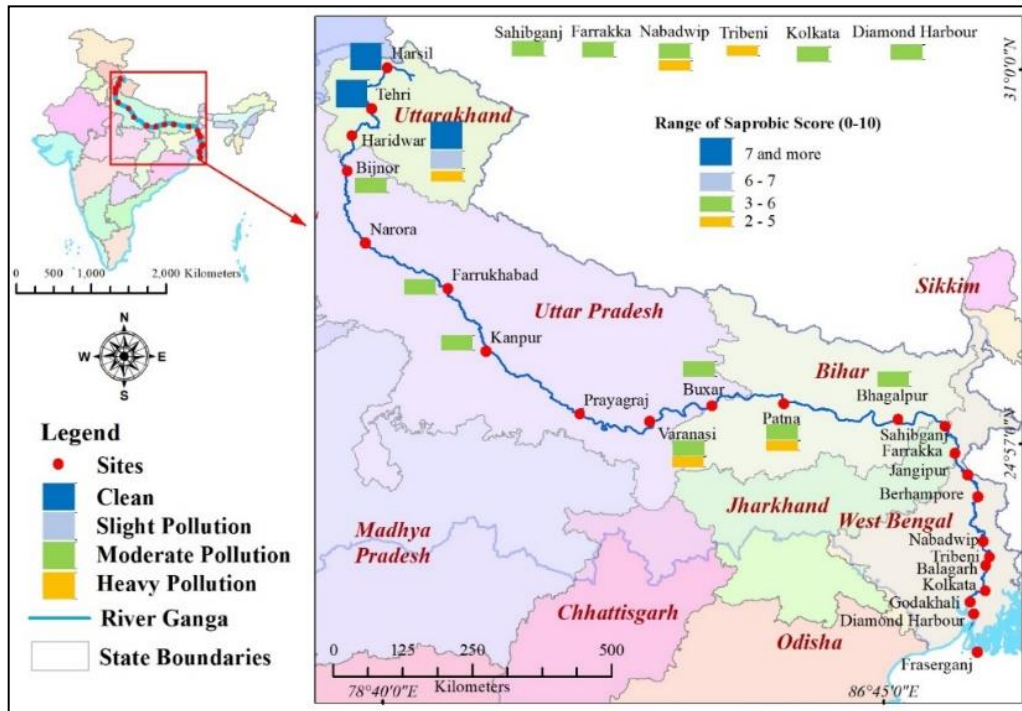 0 500 1,000 2,000 Kilometers
N
W E
S
Legend
Sites
Clean
Slight Pollution
Moderate Pollution
Heavy Pollution
River Ganga
State Boundaries
Sahibganj Farrakka Nabadwip Tribeni Kolkata Diamond Harbour
Range of Saprobic Score (0-10)
7 and more
6 - 7
3 - 6
2 - 5
31°0'0"N
24°57'0"N
Harsil
Tehri
Uttarakhand
Haridwar
Bijnor
Narora
Farrukhabad
Uttar Pradesh
Sikkim
Kanpur
Bihar
Prayagraj
Buxar
Bhagalpur
Varanasi
Patna
Sahibganj
Farrakka
Jangipur
Jharkhand
Berhampore
West Bengal
Madhya
Pradesh
Nabadwip
Tribeni
Balagarh
Kolkata
Chhattisgarh
Godakhali
Diamond Harbour
Odisha
Fraserganj
0 125 250 500
Kilometers
78°40'0"E
86°45'0"E